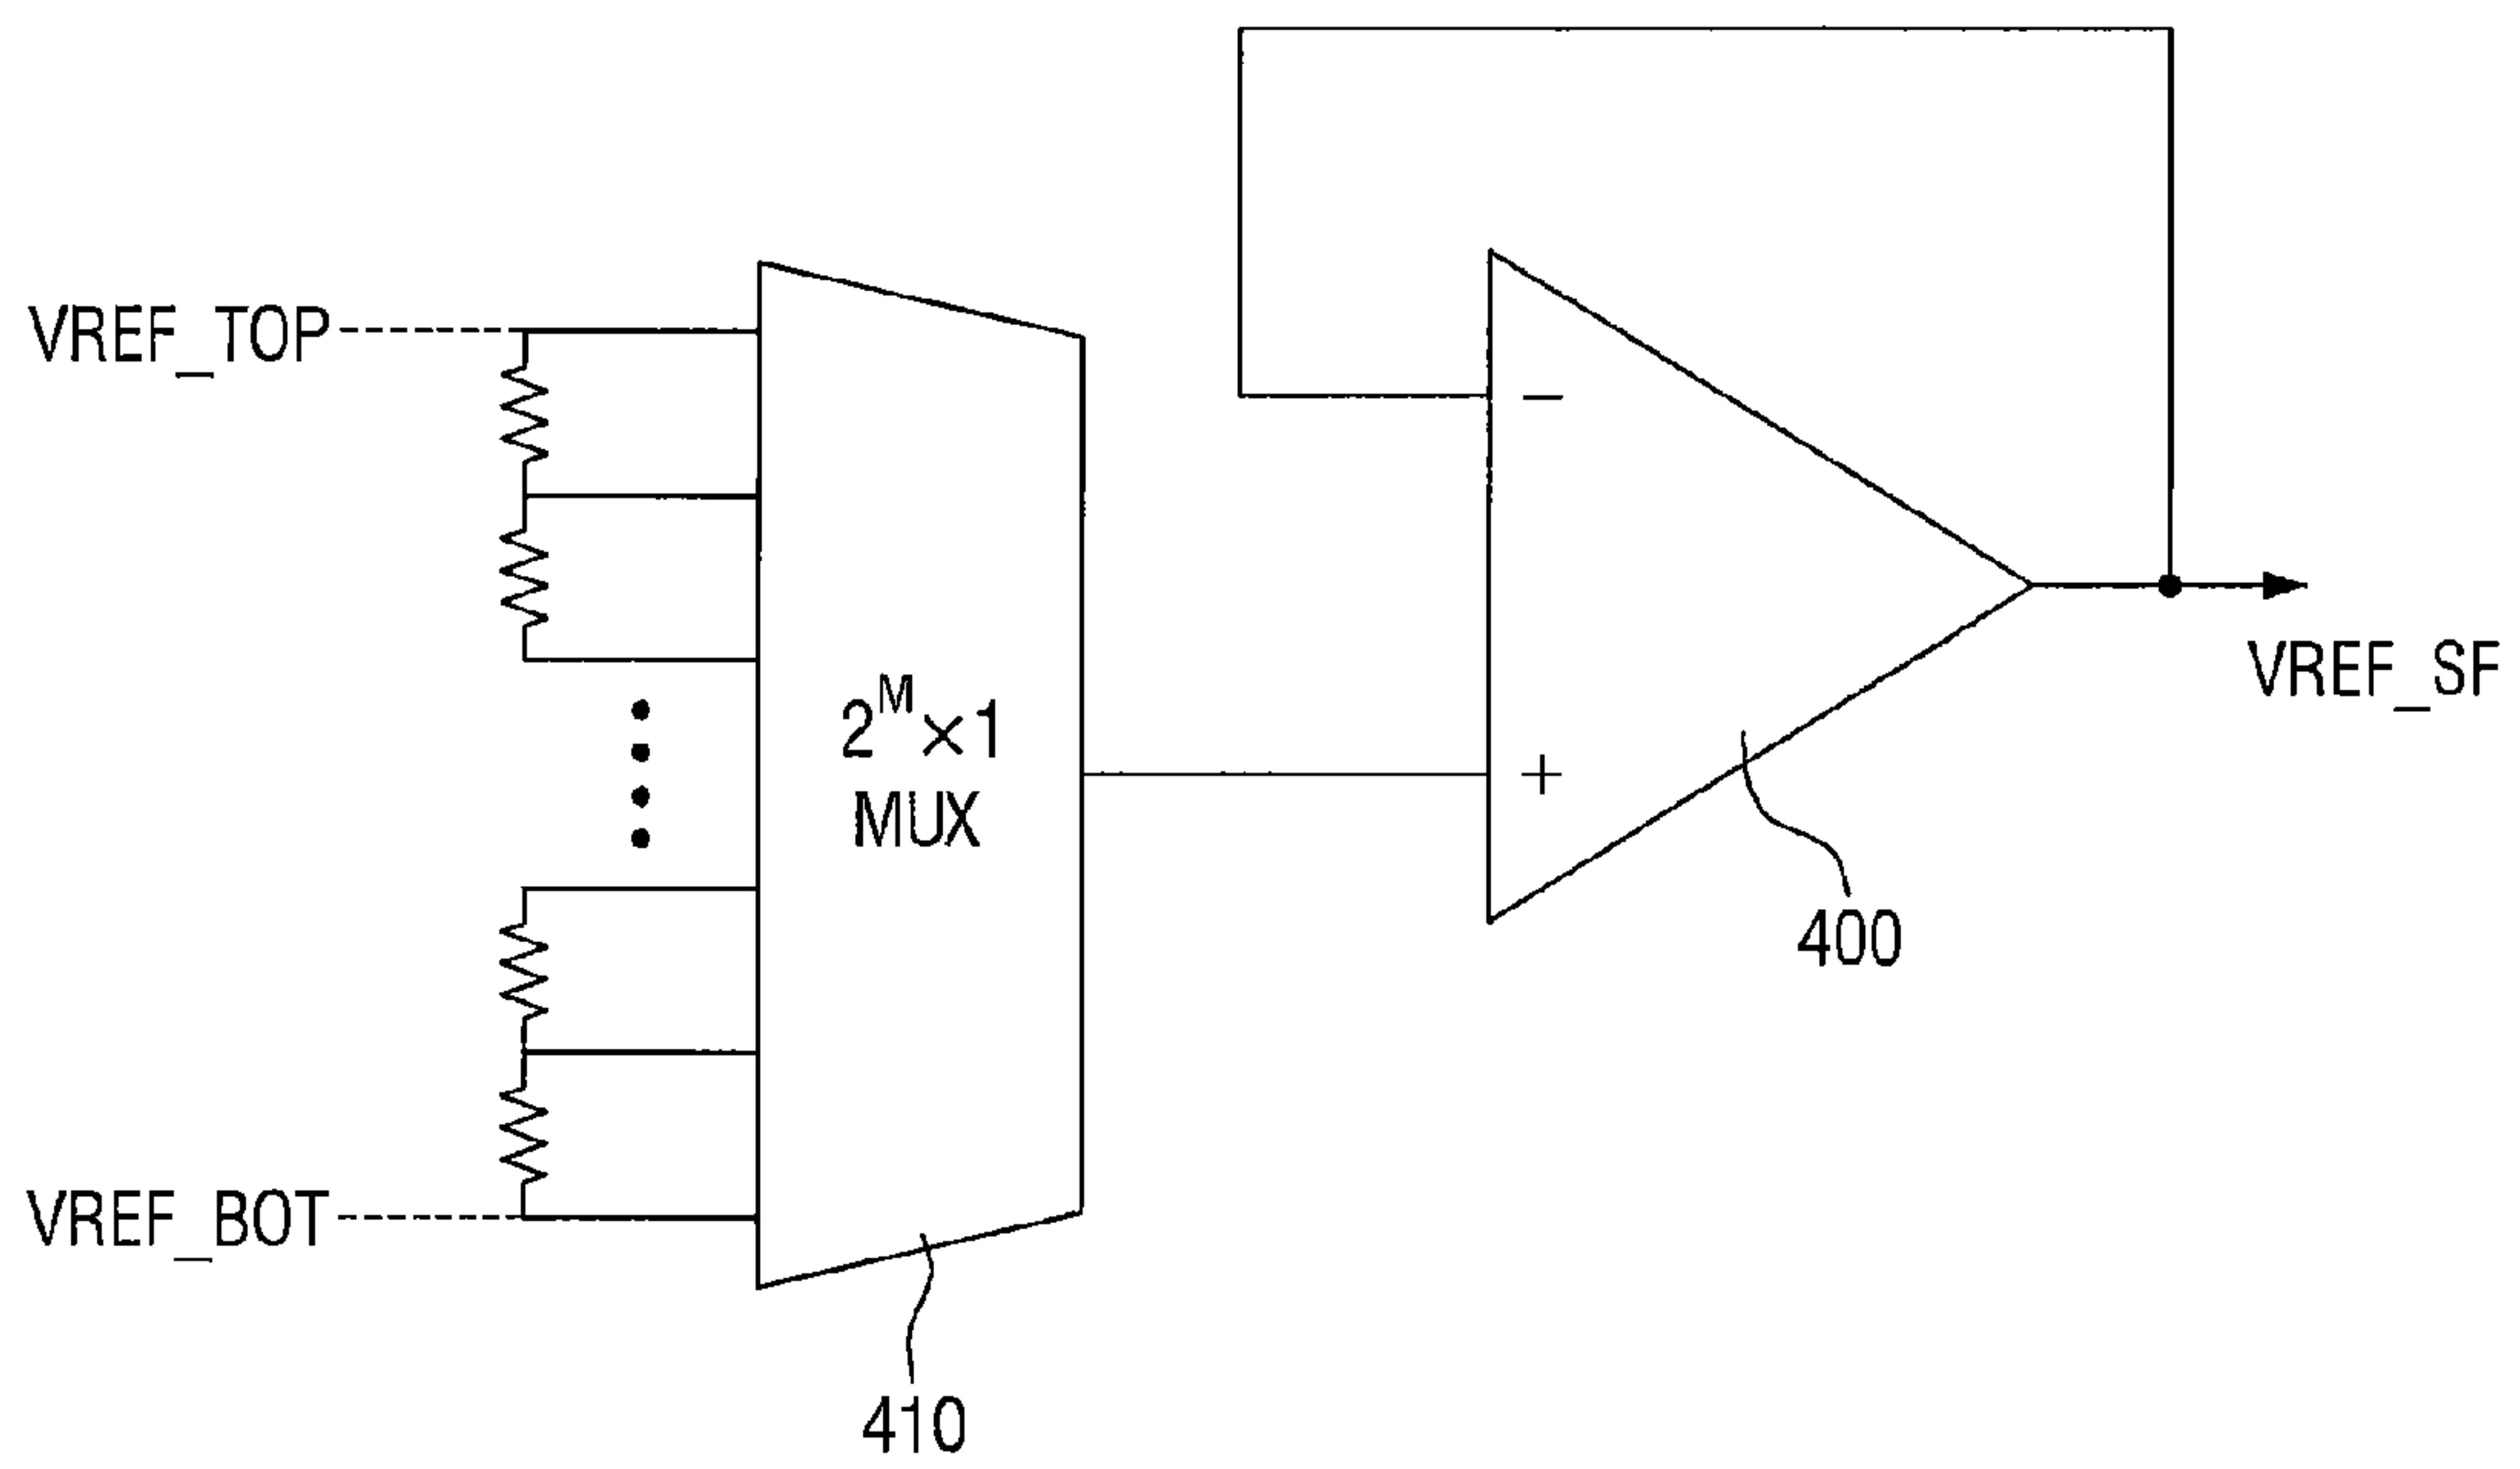 VREF_TOP
VREF_BOT
2^M×1
MUX
410
−
+
400
VREF_SF